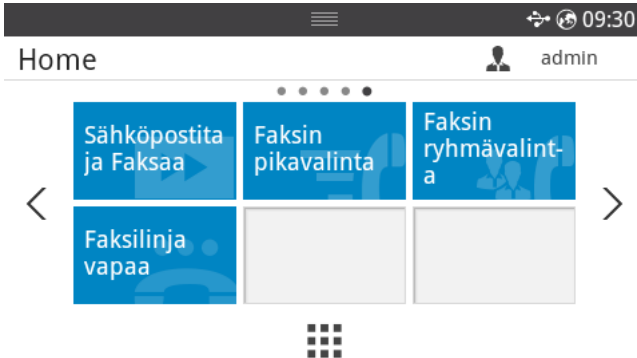 09:30
Home
admin
Sähköpostita
ja Faksaa
Faksin
pikavalinta
Faksin
ryhmävalint-
a
Faksilinja
vapaa